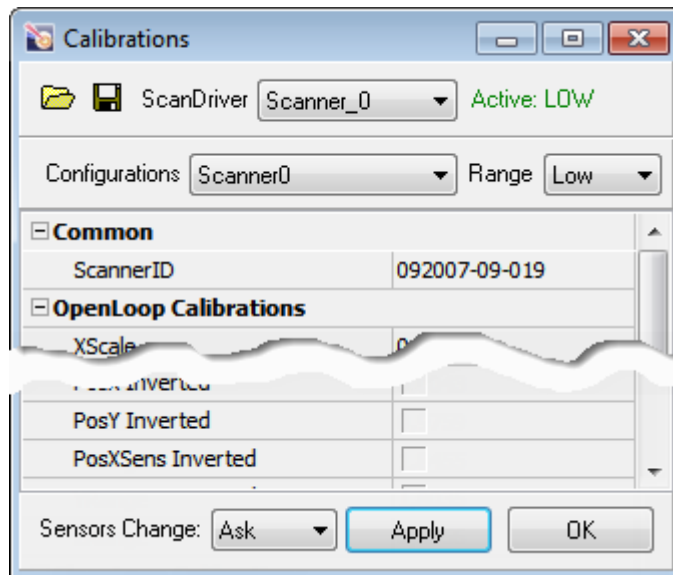 Calibrations
ScanDriver Scanner_0 Active: LOW
Configurations Scanner0 Range Low
Common
ScannerID 092007-09-019
OpenLoop Calibrations
XScale
Inverted
PosY Inverted
PosXSens Inverted
Sensors Change: Ask Apply OK